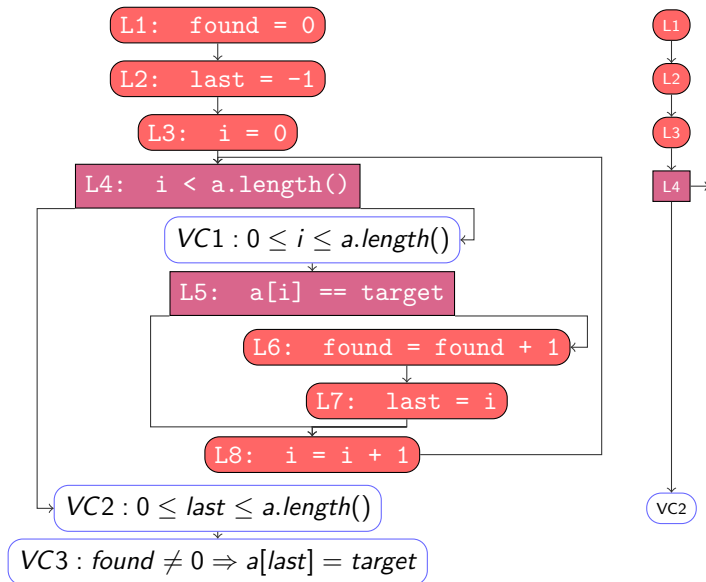 L1: found = 0
L2: last = -1
L3: i = 0
L4: i < a.length()
VC1 : 0 ≤ i ≤ a.length()
L5: a[i] == target
L6: found = found + 1
L7: last = i
L8: i = i + 1
VC2 : 0 ≤ last ≤ a.length()
VC3 : found ≠ 0 ⇒ a[last] = target
L1
L2
L3
L4
VC2